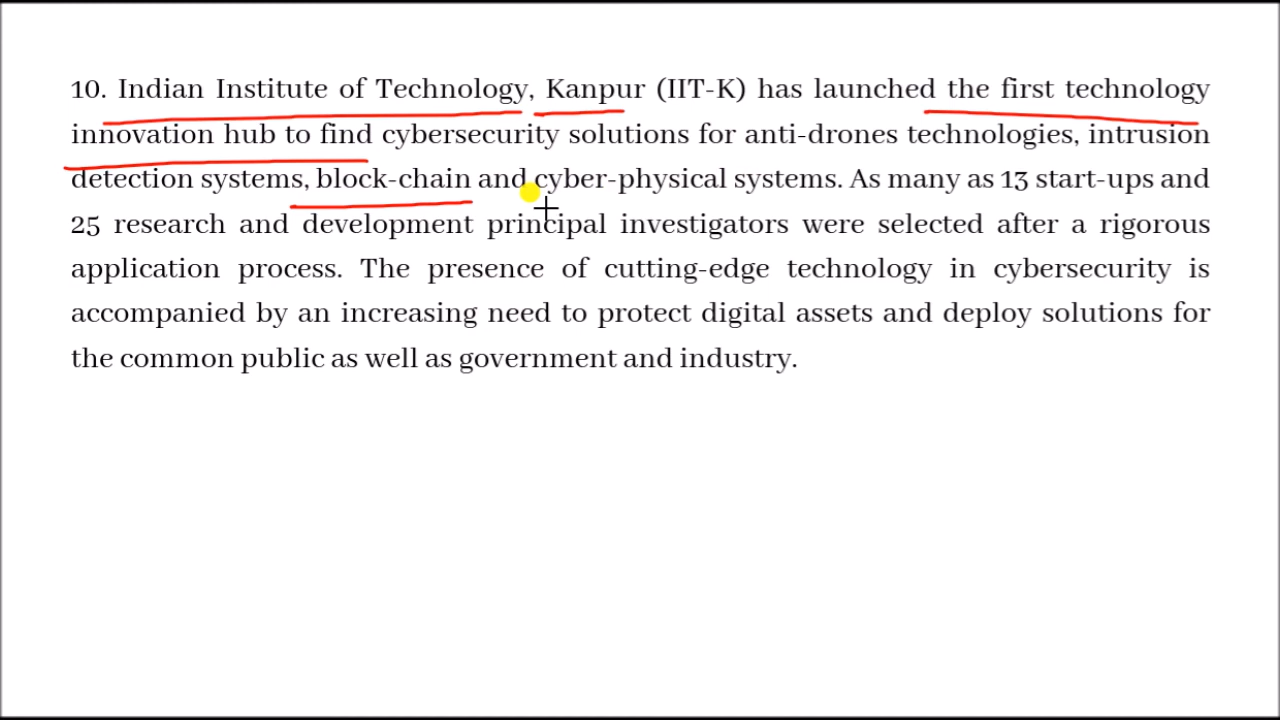 10. Indian Institute of Technology, Kanpur (IIT-K) has launched the first technology
innovation hub to find cybersecurity solutions for anti-drones technologies, intrusion
detection systems, block-chain and cyber-physical systems. As many as 13 start-ups and
25 research and development principal investigators were selected after a rigorous
application process. The presence of cutting-edge technology in cybersecurity is
accompanied by an increasing need to protect digital assets and deploy solutions for
the common public as well as government and industry.